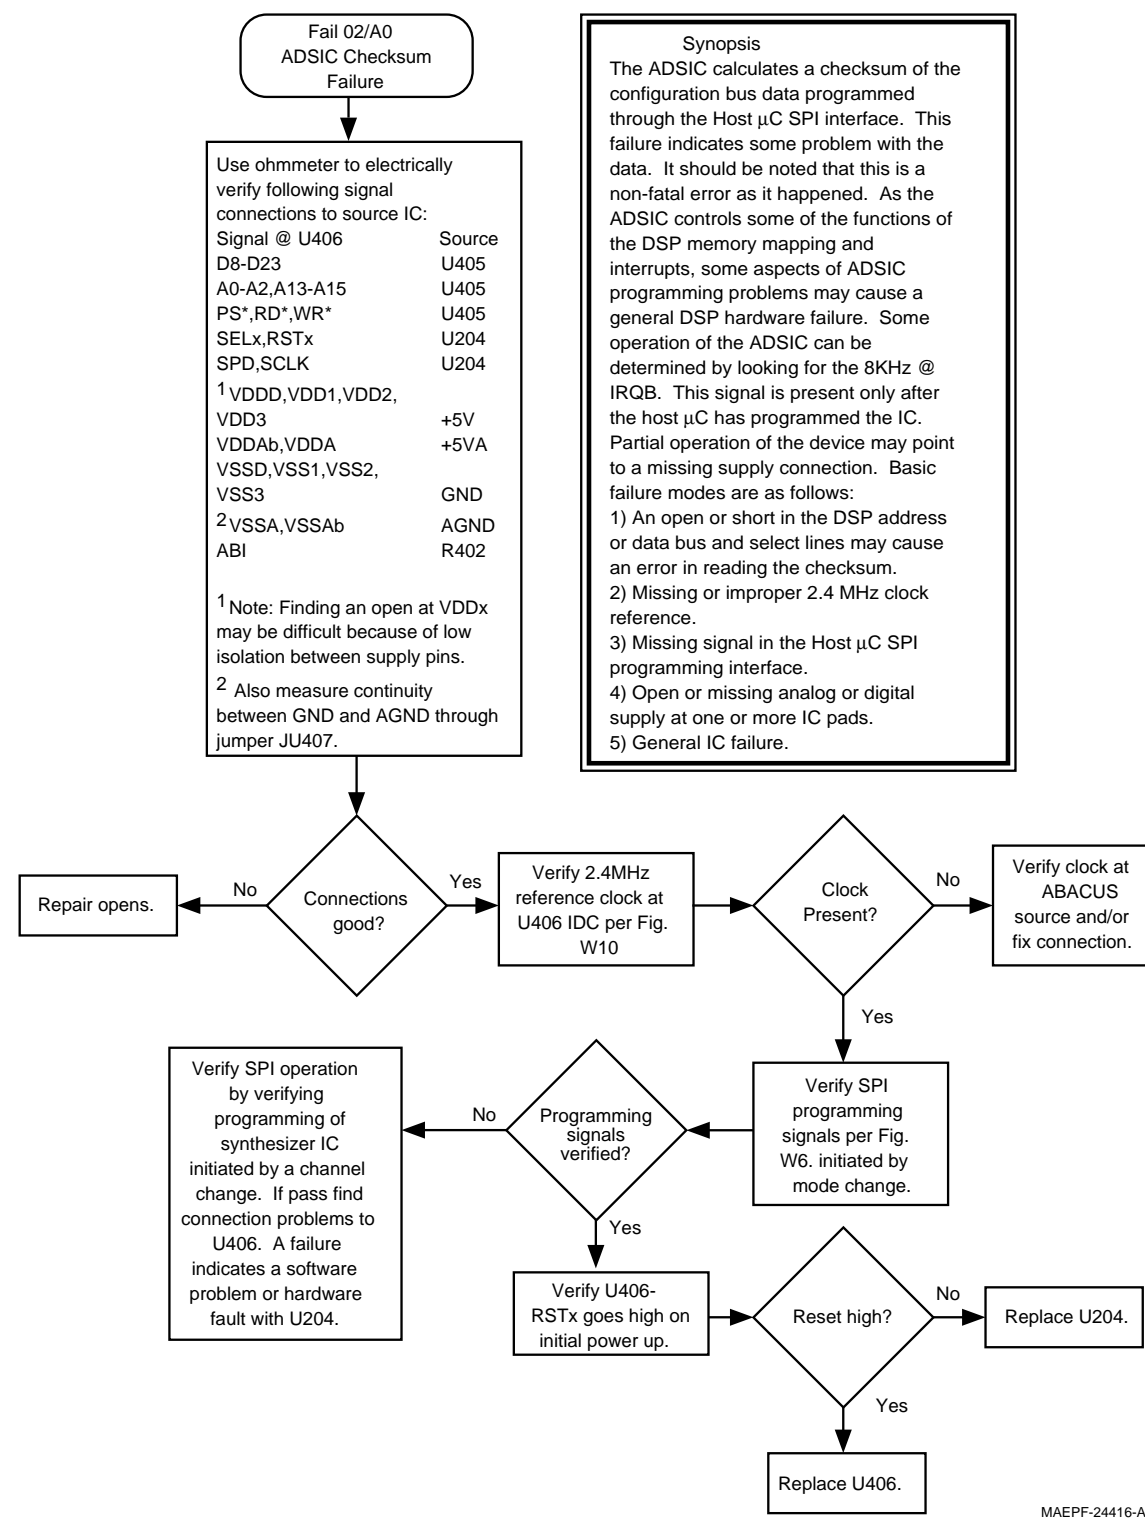 Fail 02/A0
ADSIC Checksum
Failure
Use ohmmeter to electrically
verify following signal
connections to source IC:
Signal @ U406 Source
D8-D23 U405
A0-A2,A13-A15 U405
PS*,RD*,WR* U405
SELx,RSTx U204
SPD,SCLK U204
1 VDDD,VDD1,VDD2,
VDD3 +5V
VDDAb,VDDA +5VA
VSSD,VSS1,VSS2,
VSS3 GND
2 VSSA,VSSAb AGND
ABI R402
1 Note: Finding an open at VDDx
may be difficult because of low
isolation between supply pins.
2 Also measure continuity
between GND and AGND through
jumper JU407.
Synopsis
The ADSIC calculates a checksum of the
configuration bus data programmed
through the Host µC SPI interface. This
failure indicates some problem with the
data. It should be noted that this is a
non-fatal error as it happened. As the
ADSIC controls some of the functions of
the DSP memory mapping and
interrupts, some aspects of ADSIC
programming problems may cause a
general DSP hardware failure. Some
operation of the ADSIC can be
determined by looking for the 8KHz @
IRQB. This signal is present only after
the host µC has programmed the IC.
Partial operation of the device may point
to a missing supply connection. Basic
failure modes are as follows:
1) An open or short in the DSP address
or data bus and select lines may cause
an error in reading the checksum.
2) Missing or improper 2.4 MHz clock
reference.
3) Missing signal in the Host µC SPI
programming interface.
4) Open or missing analog or digital
supply at one or more IC pads.
5) General IC failure.
Repair opens.
No
Connections
good?
Yes
Verify 2.4MHz
reference clock at
U406 IDC per Fig.
W10
Clock
Present?
No
Verify clock at
ABACUS
source and/or
fix connection.
Yes
Verify SPI
programming
signals per Fig.
W6. initiated by
mode change.
Programming
signals
verified?
No
Verify SPI operation
by verifying
programming of
synthesizer IC
initiated by a channel
change. If pass find
connection problems to
U406. A failure
indicates a software
problem or hardware
fault with U204.
Yes
Verify U406-
RSTx goes high on
initial power up.
Reset high?
No
Replace U204.
Yes
Replace U406.
MAEPF-24416-A